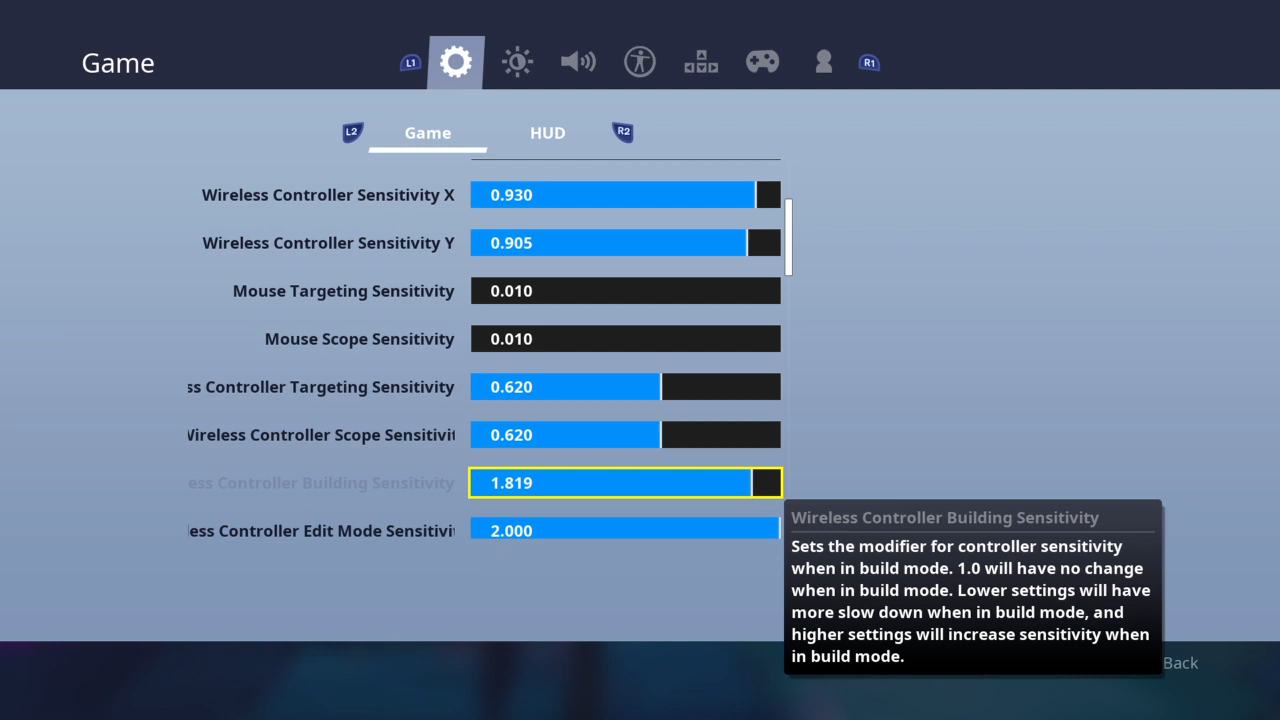 Game
L1
R1
L2
Game
HUD
R2
Wireless Controller Sensitivity X
0.930
Wireless Controller Sensitivity Y
0.905
Mouse Targeting Sensitivity
0.010
Mouse Scope Sensitivity
0.010
ss Controller Targeting Sensitivity
0.620
Wireless Controller Scope Sensitivit
0.620
ess Controller Building Sensitivity
1.819
less Controller Edit Mode Sensitivi
2.000
Wireless Controller Building Sensitivity
Sets the modifier for controller sensitivity
when in build mode. 1.0 will have no change
when in build mode. Lower settings will have
more slow down when in build mode, and
higher settings will increase sensitivity when
in build mode.
Back